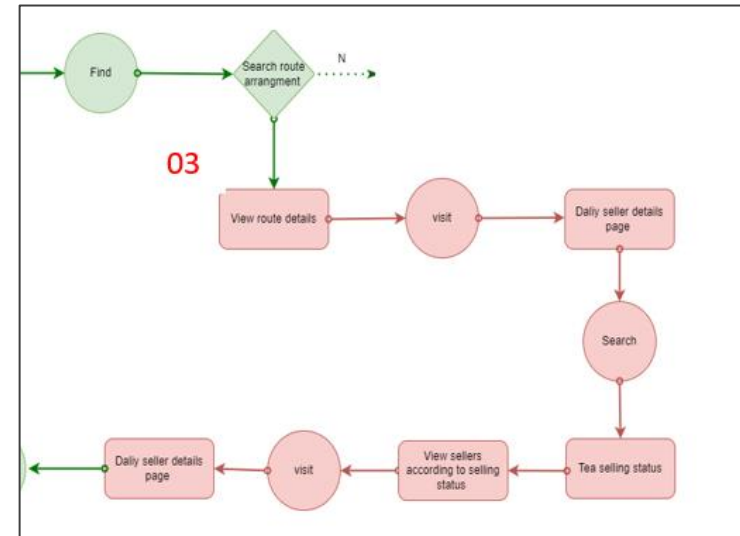 Find
Search route
arrangment
N
03
View route details
visit
Daliy seller details
page
Search
Tea selling status
View sellers
according to selling
status
visit
Daliy seller details
page